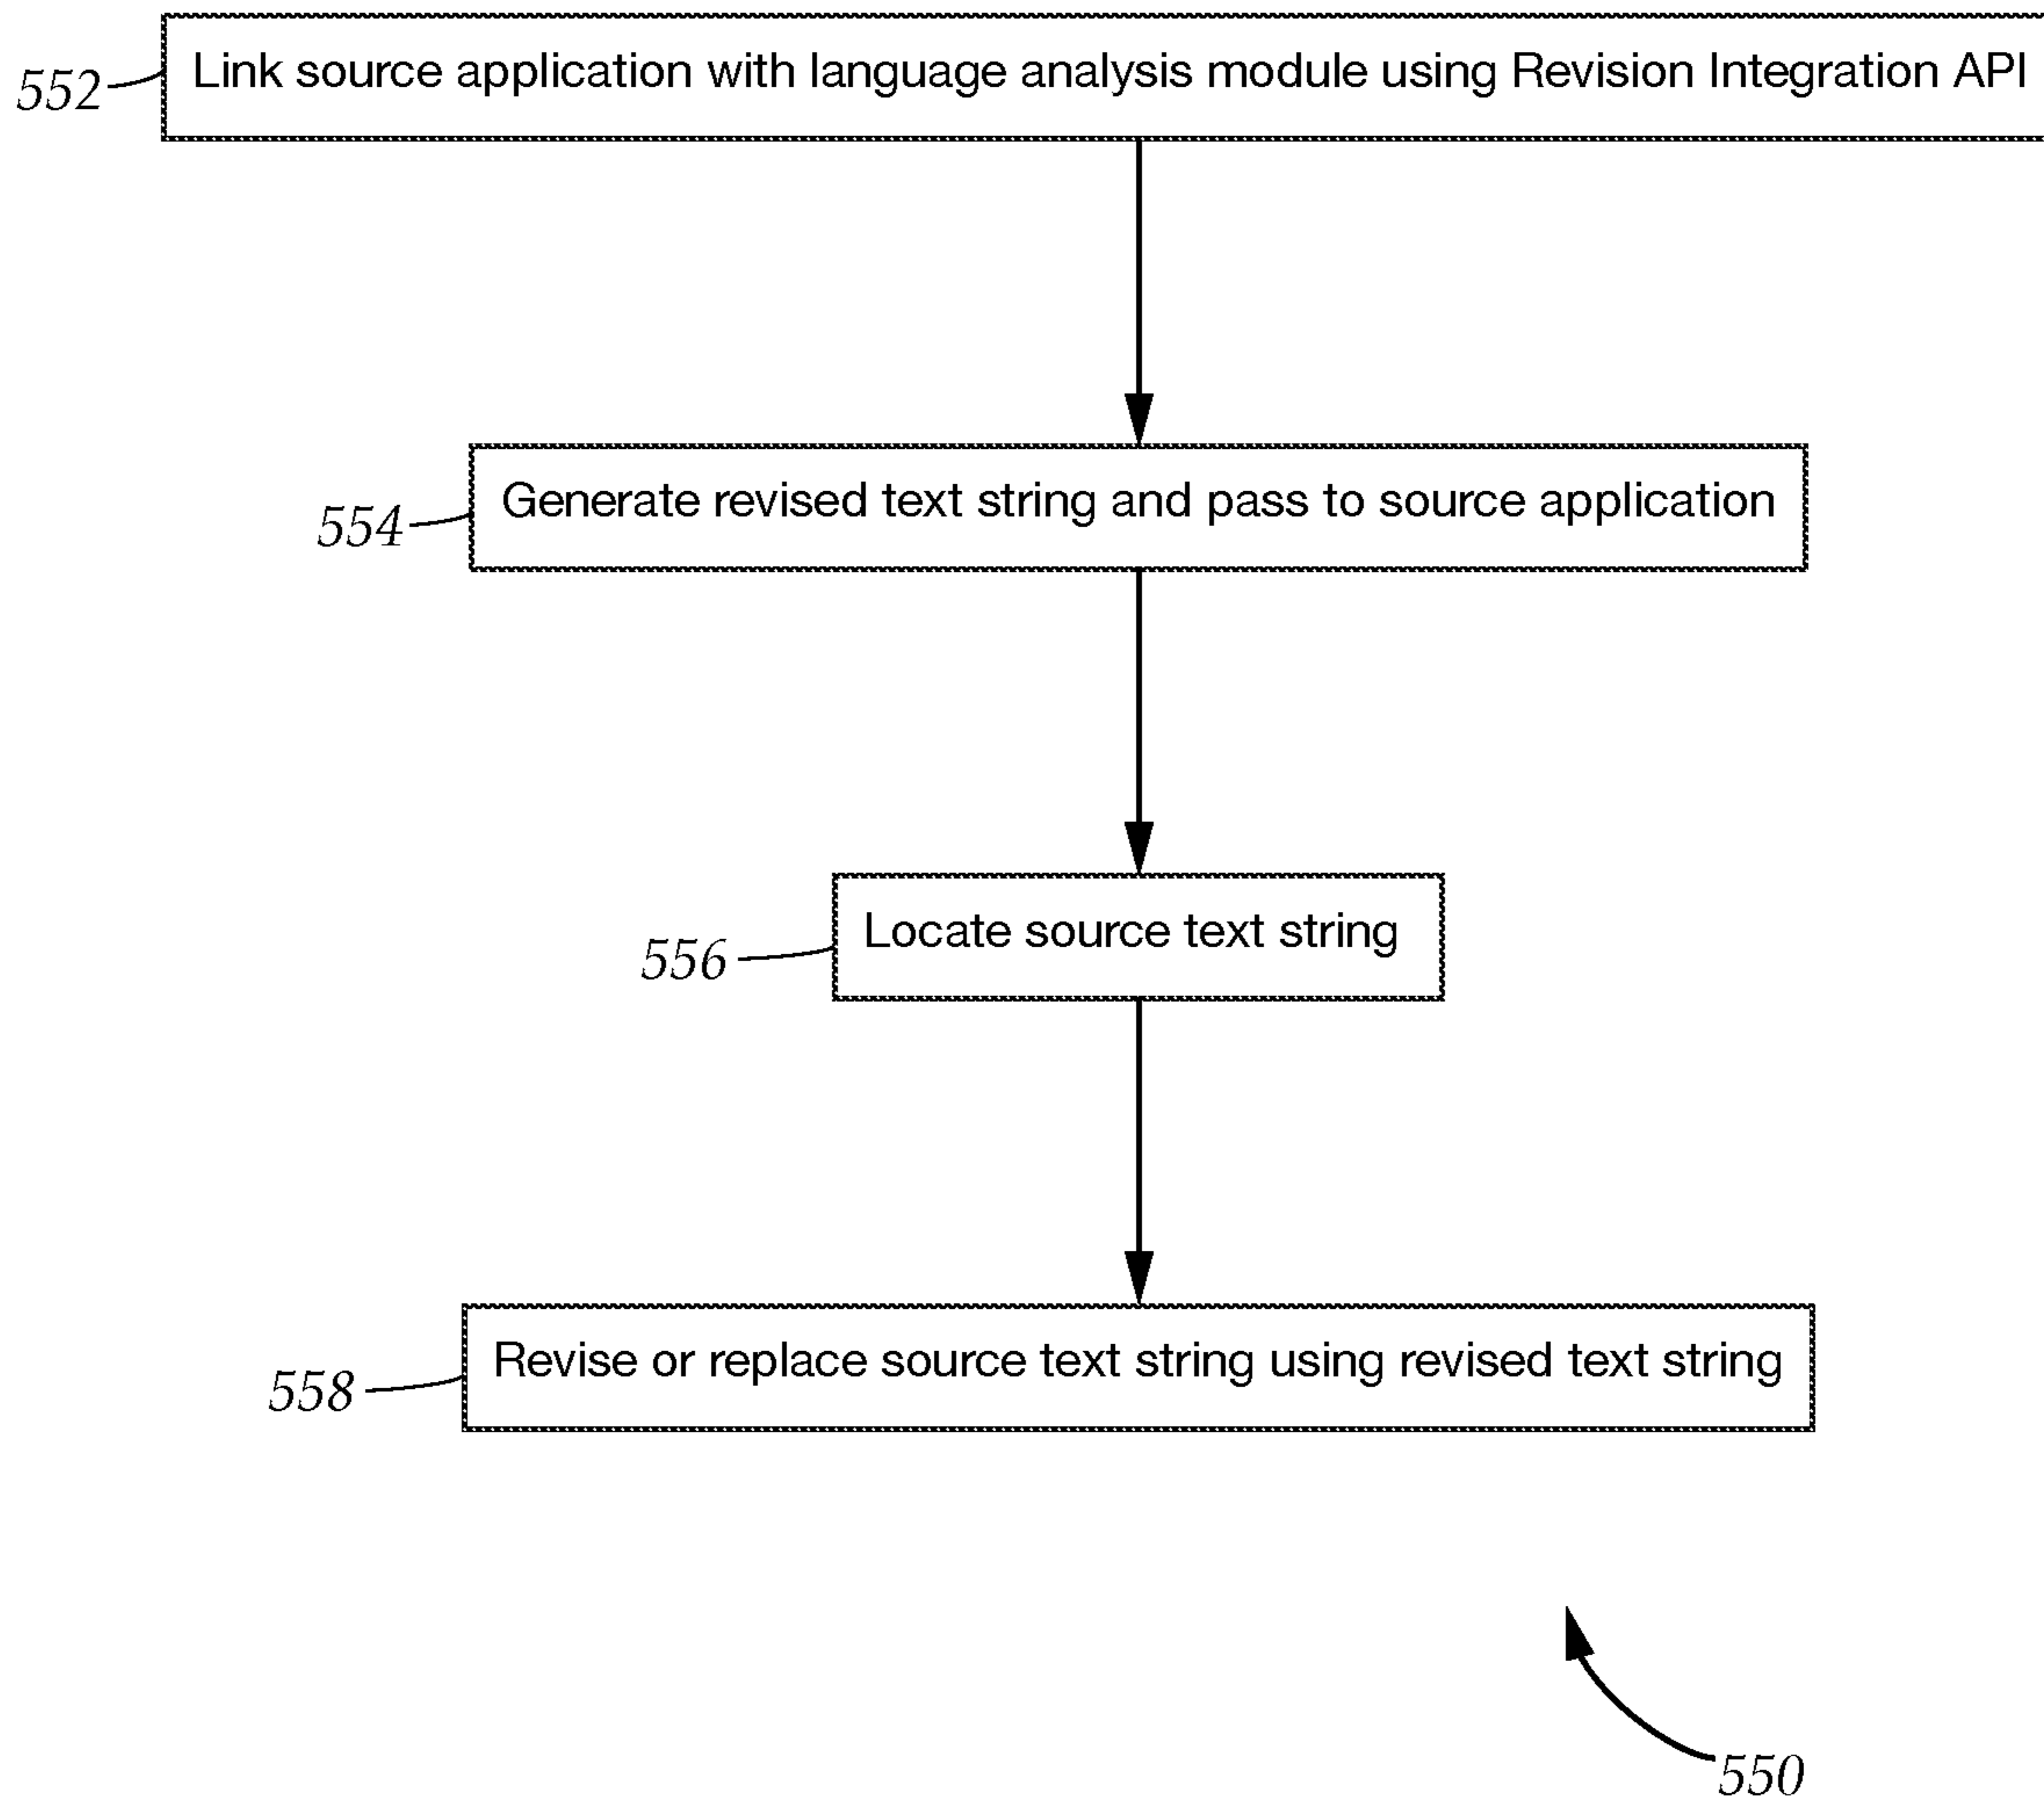 552
Link source application with language analysis module using Revision Integration API
554
Generate revised text string and pass to source application
556
Locate source text string
558
Revise or replace source text string using revised text string
550